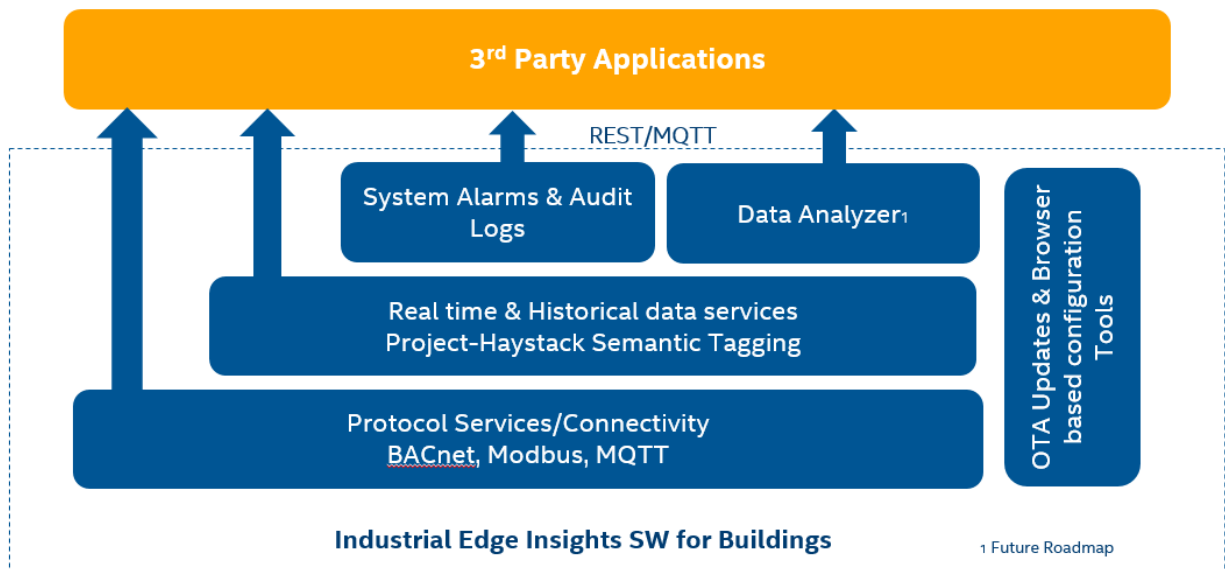 3rd Party Applications
REST/MQTT
System Alarms & Audit
Logs
Data Analyzer1
Real time & Historical data services
Project-Haystack Semantic Tagging
Protocol Services/Connectivity
BACnet, Modbus, MQTT
OTA Updates & Browser
based configuration
Tools
Industrial Edge Insights SW for Buildings
1 Future Roadmap